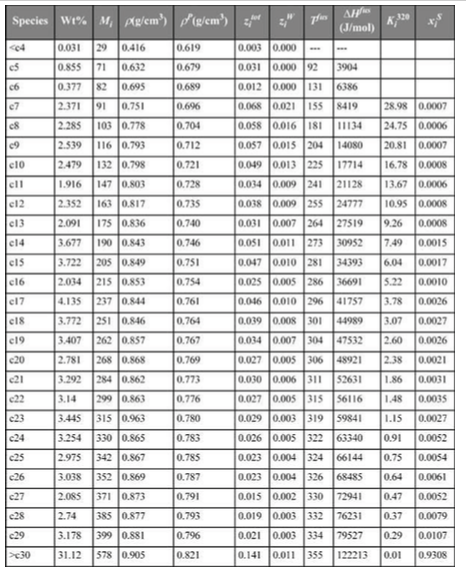 Species Wt% Mi ρ(g/cm³) ρᴾ(g/cm³) zi^tot zi^W T^fus ΔH^fus (J/mol) Ki^320 xi^S
<c4 0.031 29 0.416 0.619 0.003 0.000 --- ---
c5 0.855 71 0.632 0.679 0.031 0.000 92 3904
c6 0.377 82 0.695 0.689 0.012 0.000 131 6386
c7 2.371 91 0.751 0.696 0.068 0.021 155 8419 28.98 0.0007
c8 2.285 103 0.778 0.704 0.058 0.016 181 11134 24.75 0.0006
c9 2.539 116 0.793 0.712 0.057 0.015 204 14080 20.81 0.0007
c10 2.479 132 0.798 0.721 0.049 0.013 225 17714 16.78 0.0008
c11 1.916 147 0.803 0.728 0.034 0.009 241 21128 13.67 0.0006
c12 2.352 163 0.817 0.735 0.038 0.009 255 24777 10.95 0.0008
c13 2.091 175 0.836 0.740 0.031 0.007 264 27519 9.26 0.0008
c14 3.677 190 0.843 0.746 0.051 0.011 273 30952 7.49 0.0015
c15 3.722 205 0.849 0.751 0.047 0.010 281 34393 6.04 0.0017
c16 2.034 215 0.853 0.754 0.025 0.005 286 36691 5.22 0.0010
c17 4.135 237 0.844 0.761 0.046 0.010 296 41757 3.78 0.0026
c18 3.772 251 0.846 0.764 0.039 0.008 301 44989 3.07 0.0027
c19 3.407 262 0.857 0.767 0.034 0.007 304 47532 2.60 0.0026
c20 2.781 268 0.868 0.769 0.027 0.005 306 48921 2.38 0.0021
c21 3.292 284 0.862 0.773 0.030 0.006 311 52631 1.86 0.0031
c22 3.14 299 0.863 0.776 0.027 0.005 315 56116 1.48 0.0035
c23 3.445 315 0.963 0.780 0.029 0.003 319 59841 1.15 0.0027
c24 3.254 330 0.865 0.783 0.026 0.005 322 63340 0.91 0.0052
c25 2.975 342 0.867 0.785 0.023 0.004 324 66144 0.75 0.0054
c26 3.038 352 0.869 0.787 0.023 0.004 326 68485 0.64 0.0061
c27 2.085 371 0.873 0.791 0.015 0.002 330 72941 0.47 0.0052
c28 2.74 385 0.877 0.793 0.019 0.003 332 76231 0.37 0.0079
c29 3.178 399 0.881 0.796 0.021 0.003 334 79527 0.29 0.0107
>c30 31.12 578 0.905 0.821 0.141 0.011 355 122213 0.01 0.9308